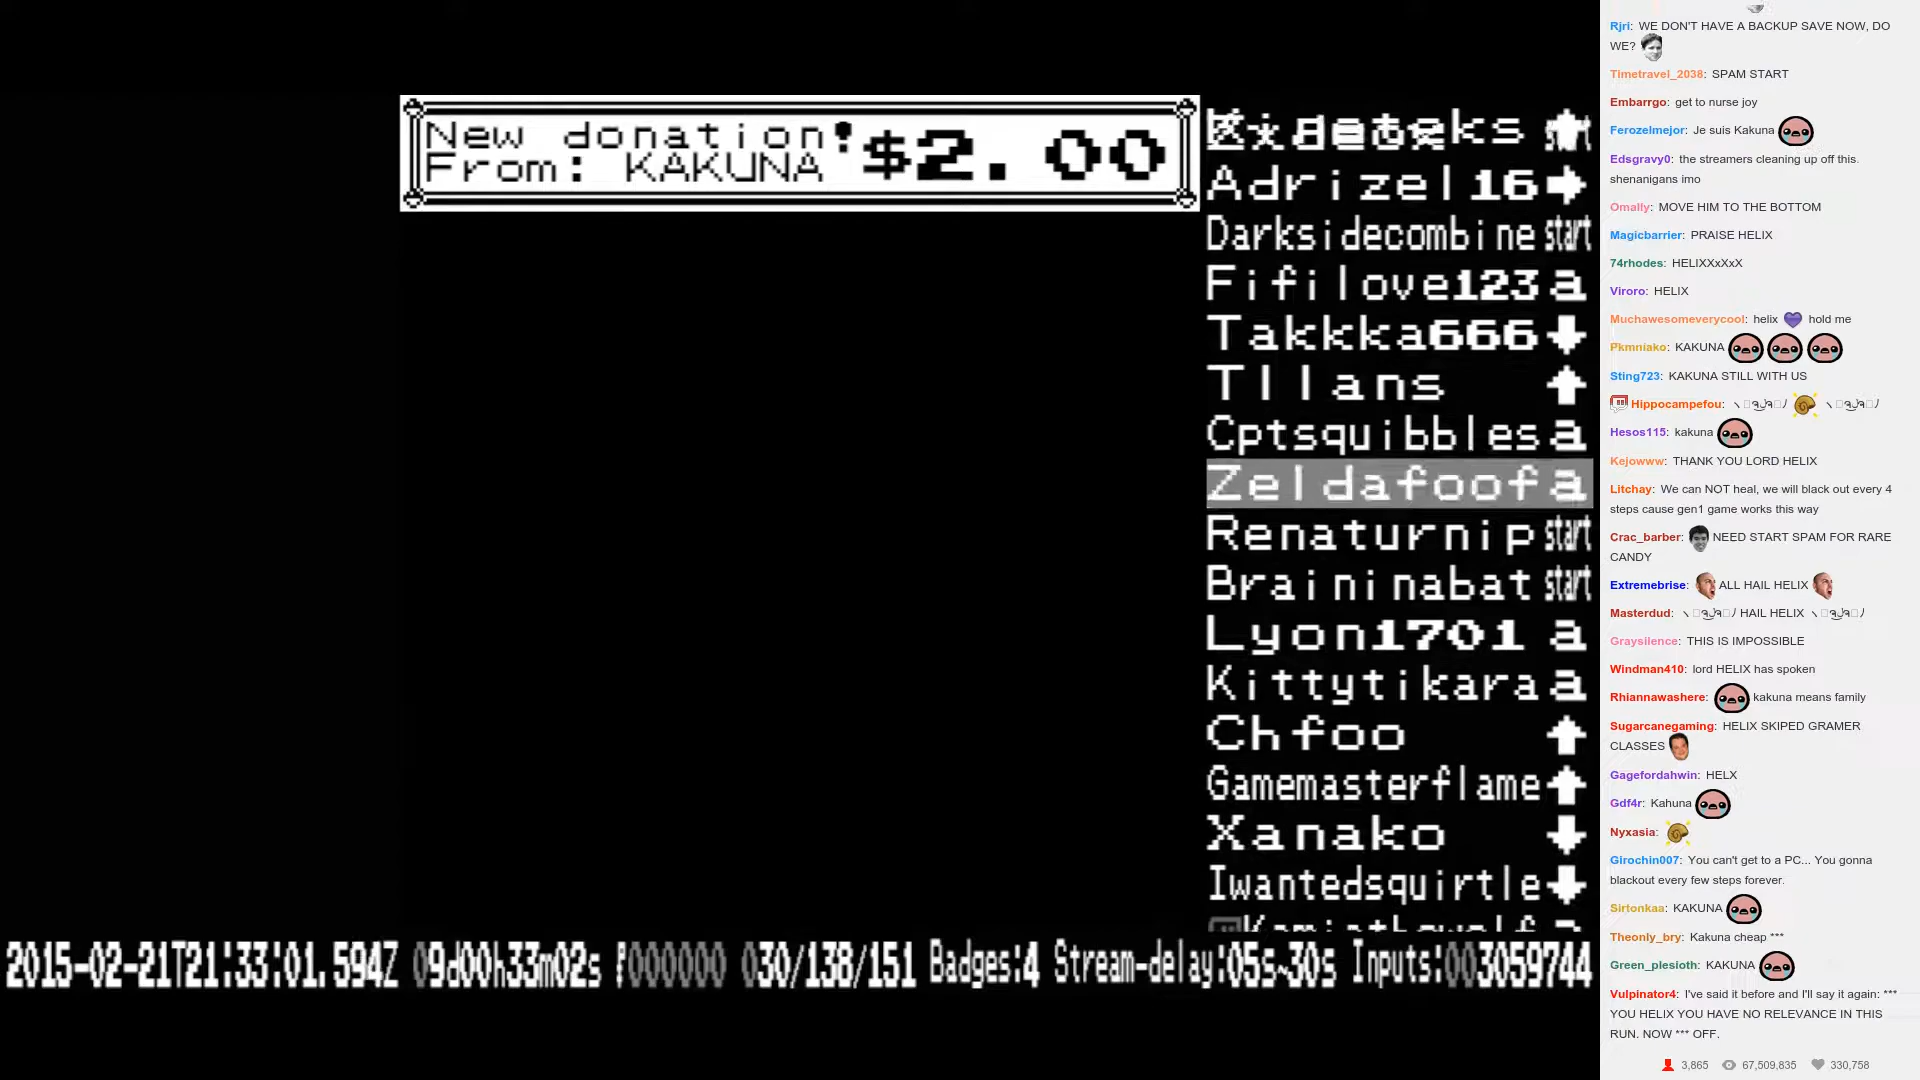 New donation!
From: KAKUNA
$2.00
Adrizel16
Darksidecombine start
Fifilove123 a
Takkka666
Tllans
Cptsquibbles a
Zeldafoof a
Renaturnip start
Braininabat start
Lyon1701 a
Kittytikara a
Chfoo
Gamemasterflame
Xanako
Iwantedsquirtle
2015-02-21T21:33:01.594Z 09d00h33m02s ₽000000 030/138/151 Badges:4 Stream-delay:05s~30s Inputs:003059744
Rjri: WE DON'T HAVE A BACKUP SAVE NOW, DO
WE?
Timetravel_2038: SPAM START
Embarrgo: get to nurse joy
Ferozelmejor: Je suis Kakuna
Edsgravy0: the streamers cleaning up off this.
shenanigans imo
Omally: MOVE HIM TO THE BOTTOM
Magicbarrier: PRAISE HELIX
74rhodes: HELIXXxXxX
Viroro: HELIX
Muchawesomeverycool: helix hold me
Pkmniako: KAKUNA
Sting723: KAKUNA STILL WITH US
Hippocampefou:
Hesos115: kakuna
Kejowww: THANK YOU LORD HELIX
Litchay: We can NOT heal, we will black out every 4
steps cause gen1 game works this way
Crac_barber: NEED START SPAM FOR RARE
CANDY
Extremebrise: ALL HAIL HELIX
Masterdud: HAIL HELIX
Graysilence: THIS IS IMPOSSIBLE
Windman410: lord HELIX has spoken
Rhiannawashere: kakuna means family
Sugarcanegaming: HELIX SKIPED GRAMER
CLASSES
Gagefordahwin: HELX
Gdf4r: Kahuna
Nyxasia:
Girochin007: You can't get to a PC... You gonna
blackout every few steps forever.
Sirtonkaa: KAKUNA
Theonly_bry: Kakuna cheap ***
Green_plesioth: KAKUNA
Vulpinator4: I've said it before and I'll say it again: ***
YOU HELIX YOU HAVE NO RELEVANCE IN THIS
RUN. NOW *** OFF.
3,865 67,509,835 330,758